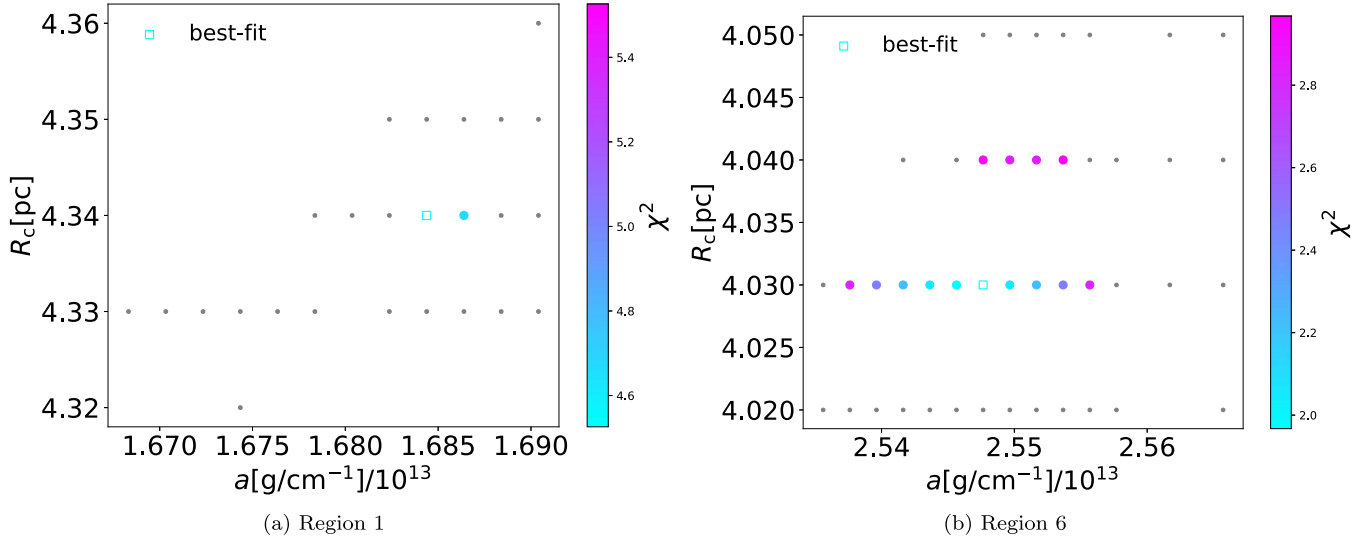 best-fit
4.36
4.35
4.34
4.33
4.32
R_c[pc]
1.670 1.675 1.680 1.685 1.690
a[g/cm⁻¹]/10¹³
5.4
5.2
5.0
4.8
4.6
χ²
(a) Region 1
best-fit
4.050
4.045
4.040
4.035
4.030
4.025
4.020
R_c[pc]
2.54 2.55 2.56
a[g/cm⁻¹]/10¹³
2.8
2.6
2.4
2.2
2.0
χ²
(b) Region 6